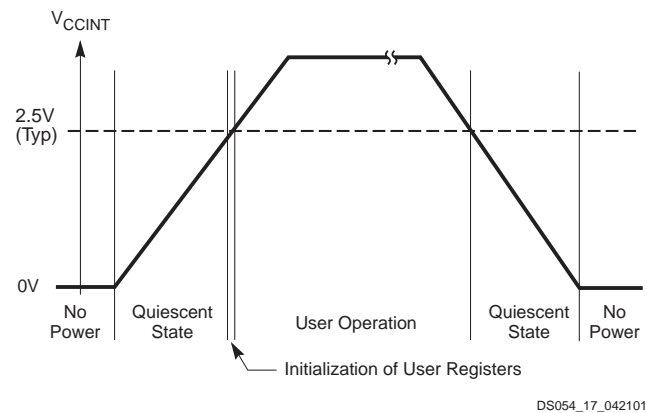 VCCINT
2.5V
(Typ)
0V
No
Power
Quiescent
State
User Operation
Quiescent
State
No
Power
Initialization of User Registers
DS054_17_042101